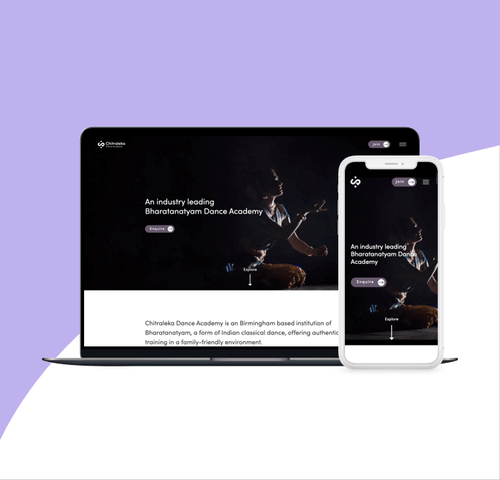 Chitraleka
Join
An industry leading
Bharatanatyam Dance Academy
Enquire
Explore
Chitraleka Dance Academy is an Birmingham based institution of
Bharatanatyam, a form of Indian classical dance, offering authentic
training in a family-friendly environment.
Join
An industry leading
Bharatanatyam Dance
Academy
Enquire
Explore